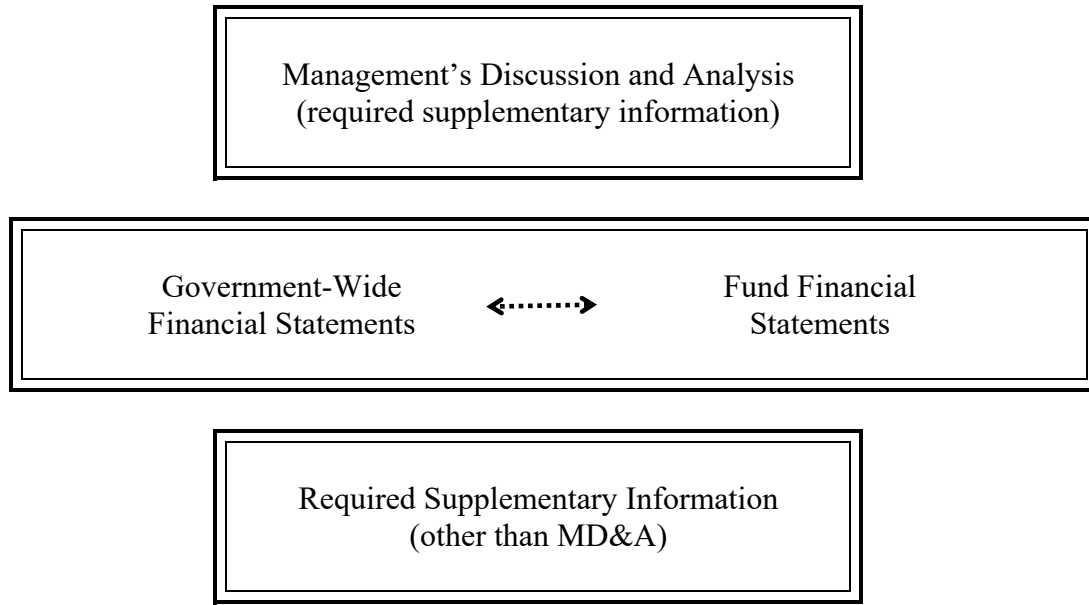 Management’s Discussion and Analysis
(required supplementary information)
Government-Wide
Financial Statements
Fund Financial
Statements
Required Supplementary Information
(other than MD&A)